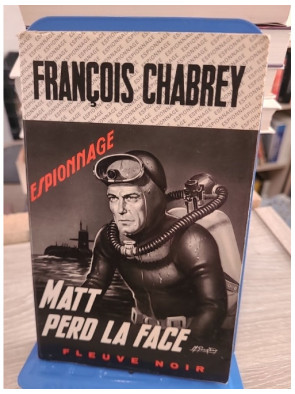 FRANÇOIS CHABREY
ESPIONNAGE
MATT
PERD LA FACE
FLEUVE NOIR